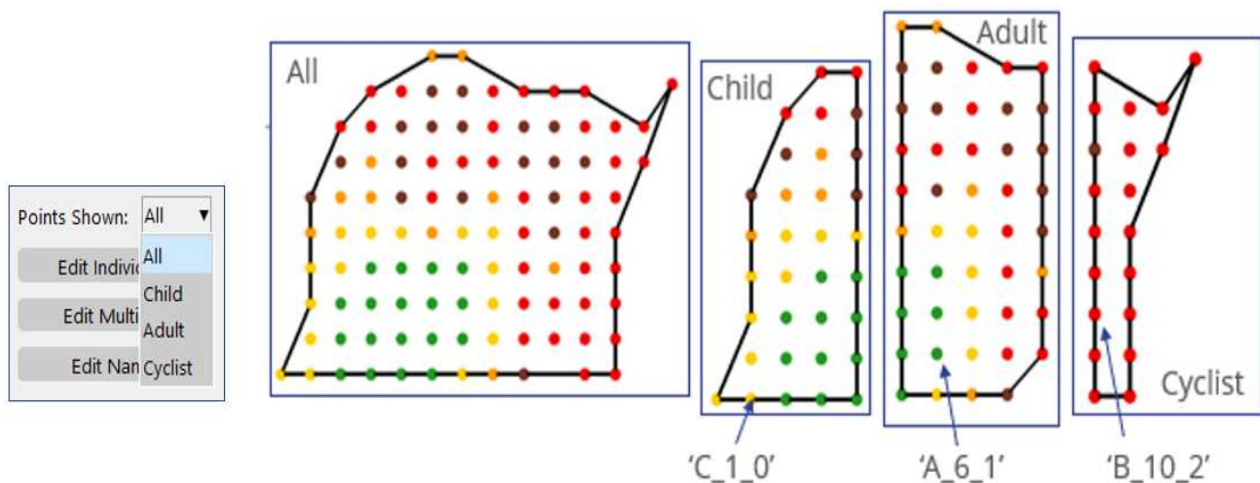 Points Shown: All ▼
All
Edit Indivi
Child
Edit Multi
Adult
Edit Nan
Cyclist
All
Child
Adult
Cyclist
'C_1_0'
'A_6_1'
'B_10_2'